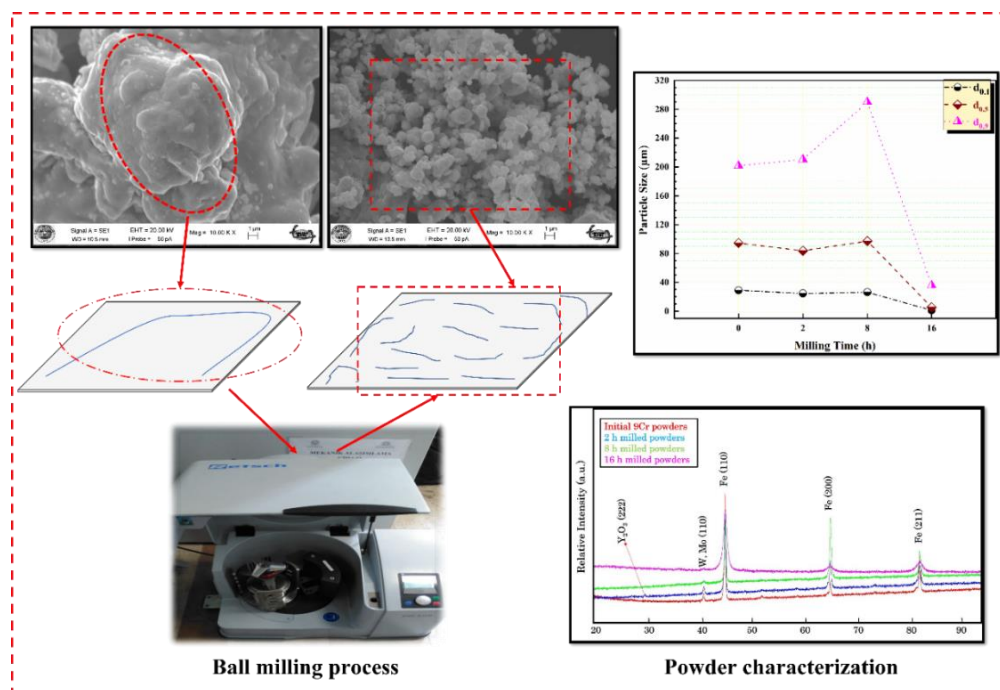 Signal A = SE1
EHT = 20.00 kV
Mag = 10.00 K X
1 µm
WD = 10.5 mm
I Probe = 50 pA
Signal A = SE1
EHT = 20.00 kV
Mag = 10.00 K X
1 µm
WD = 10.5 mm
I Probe = 50 pA
320
280
240
200
160
120
80
40
0
Particle Size (µm)
d0.1
d0.5
d0.9
0 2 8 16
Milling Time (h)
Retsch
Ball milling process
Initial 9Cr powders
2 h milled powders
8 h milled powders
16 h milled powders
Relative Intensity (a.u.)
Y2O3 (222)
W, Mo (110)
Fe (110)
Fe (200)
Fe (211)
20 30 40 50 60 70 80 90
Powder characterization